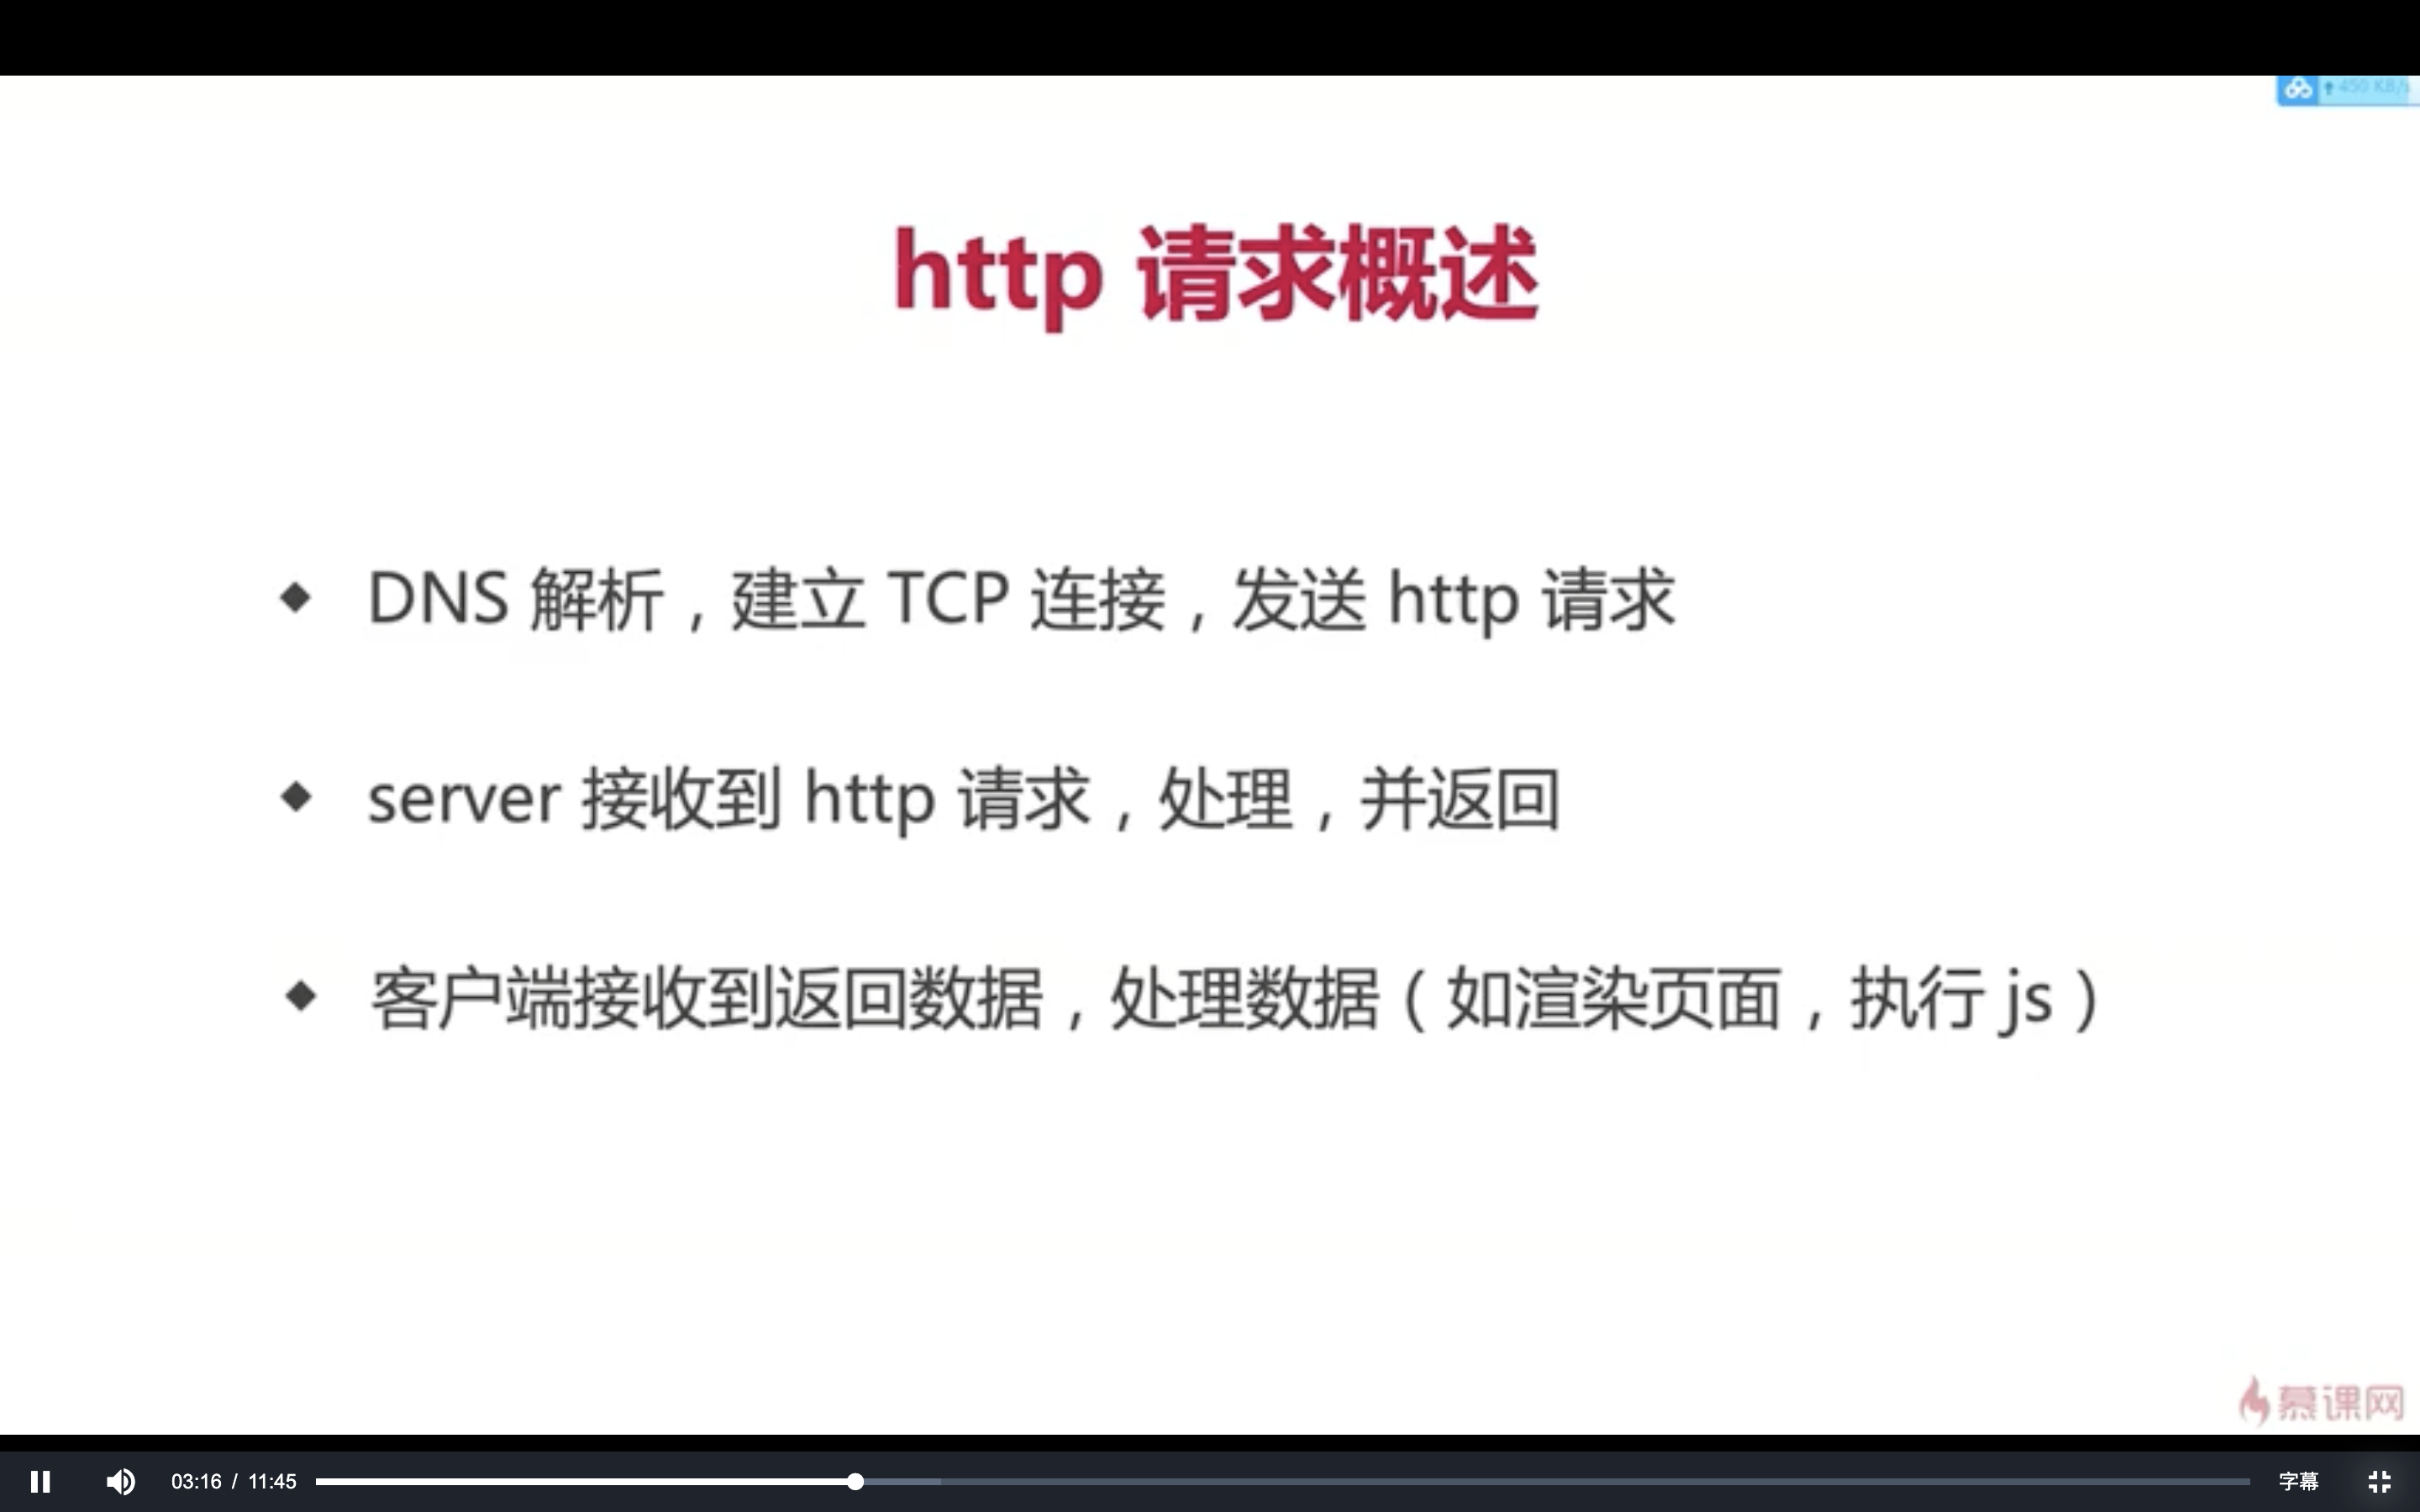 450 KB/s
http 请求概述
DNS 解析，建立 TCP 连接，发送 http 请求
server 接收到 http 请求，处理，并返回
客户端接收到返回数据，处理数据（如渲染页面，执行 js）
慕课网
03:16 / 11:45
字幕